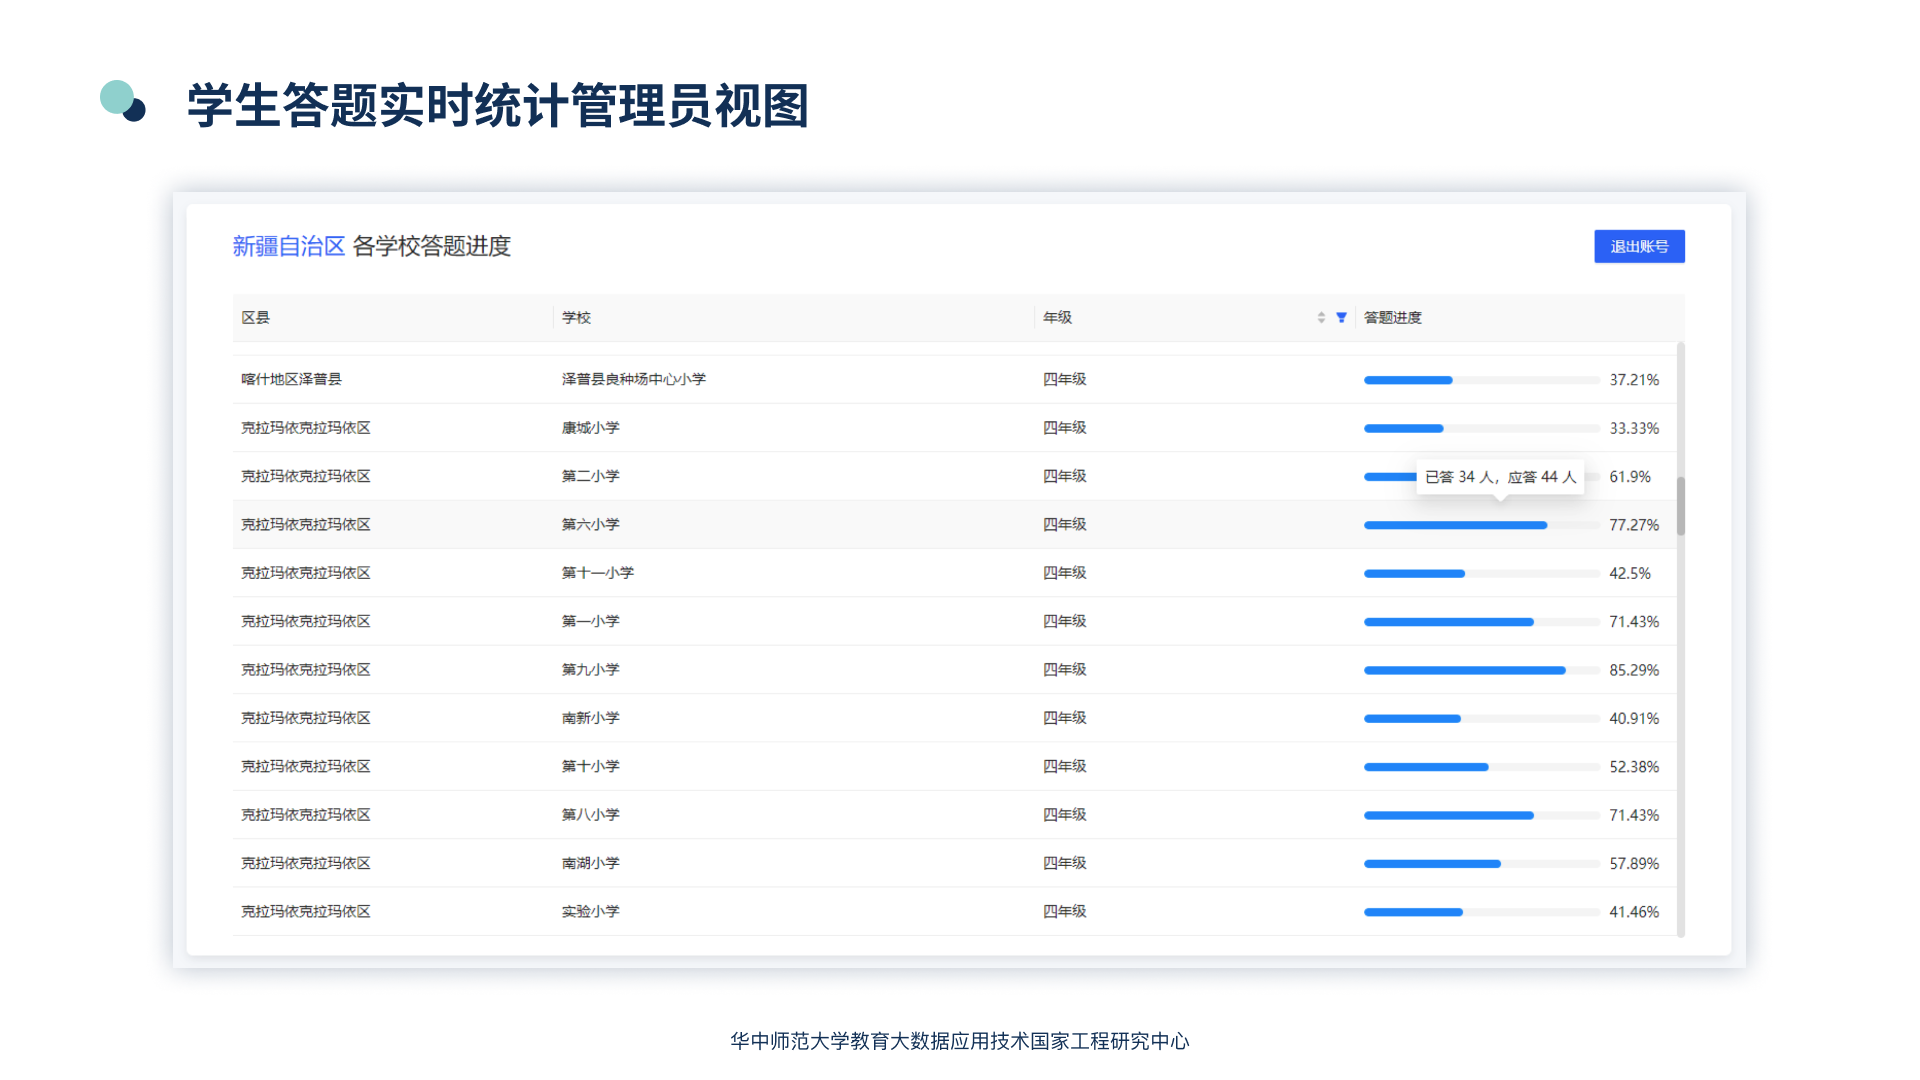 学生答题实时统计管理员视图
新疆自治区 各学校答题进度
退出账号
区县 学校 年级 答题进度
喀什地区泽普县 泽普县良种场中心小学 四年级 37.21%
克拉玛依克拉玛依区 康城小学 四年级 33.33%
克拉玛依克拉玛依区 第二小学 四年级 61.9%
已答 34 人，应答 44 人
克拉玛依克拉玛依区 第六小学 四年级 77.27%
克拉玛依克拉玛依区 第十一小学 四年级 42.5%
克拉玛依克拉玛依区 第一小学 四年级 71.43%
克拉玛依克拉玛依区 第九小学 四年级 85.29%
克拉玛依克拉玛依区 南新小学 四年级 40.91%
克拉玛依克拉玛依区 第十小学 四年级 52.38%
克拉玛依克拉玛依区 第八小学 四年级 71.43%
克拉玛依克拉玛依区 南湖小学 四年级 57.89%
克拉玛依克拉玛依区 实验小学 四年级 41.46%
华中师范大学教育大数据应用技术国家工程研究中心